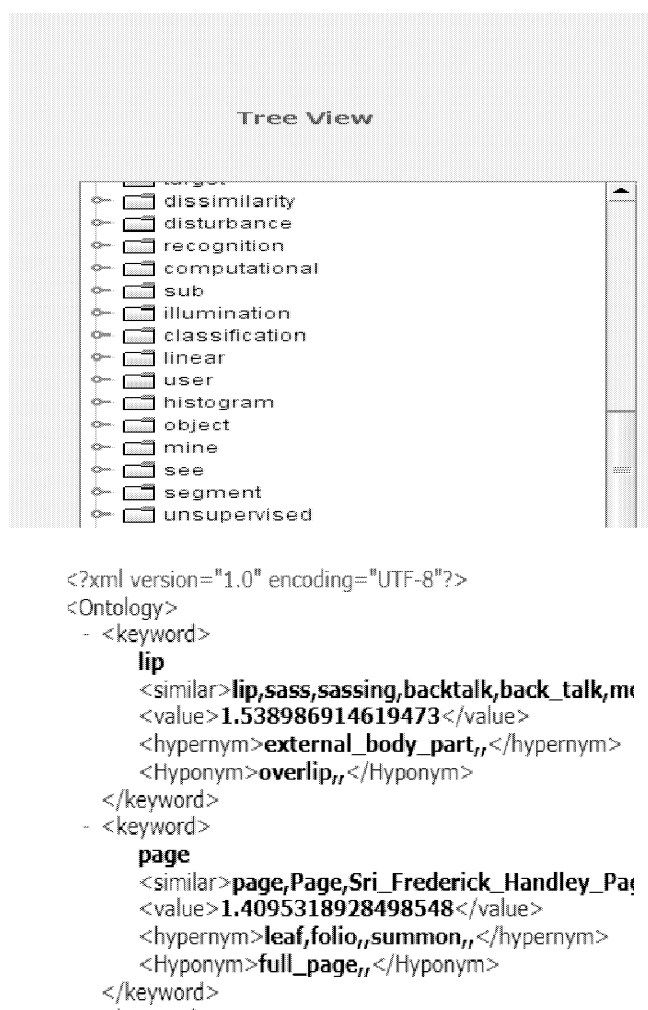 Tree View
dissimilarity
disturbance
recognition
computational
sub
illumination
classification
linear
user
histogram
object
mine
see
segment
unsupervised
<?xml version="1.0" encoding="UTF-8"?>
<Ontology>
- <keyword>
lip
<similar>lip,sass,sassing,backtalk,back_talk,
<value>1.538986914619473</value>
<hypernym>external_body_part,,</hypernym>
<Hyponym>overlip,,</Hyponym>
</keyword>
- <keyword>
page
<similar>page,Page,Sri_Frederick_Handley_Pag
<value>1.4095318928498548</value>
<hypernym>leaf,folio,,summon,,</hypernym>
<Hyponym>full_page,,</Hyponym>
</keyword>